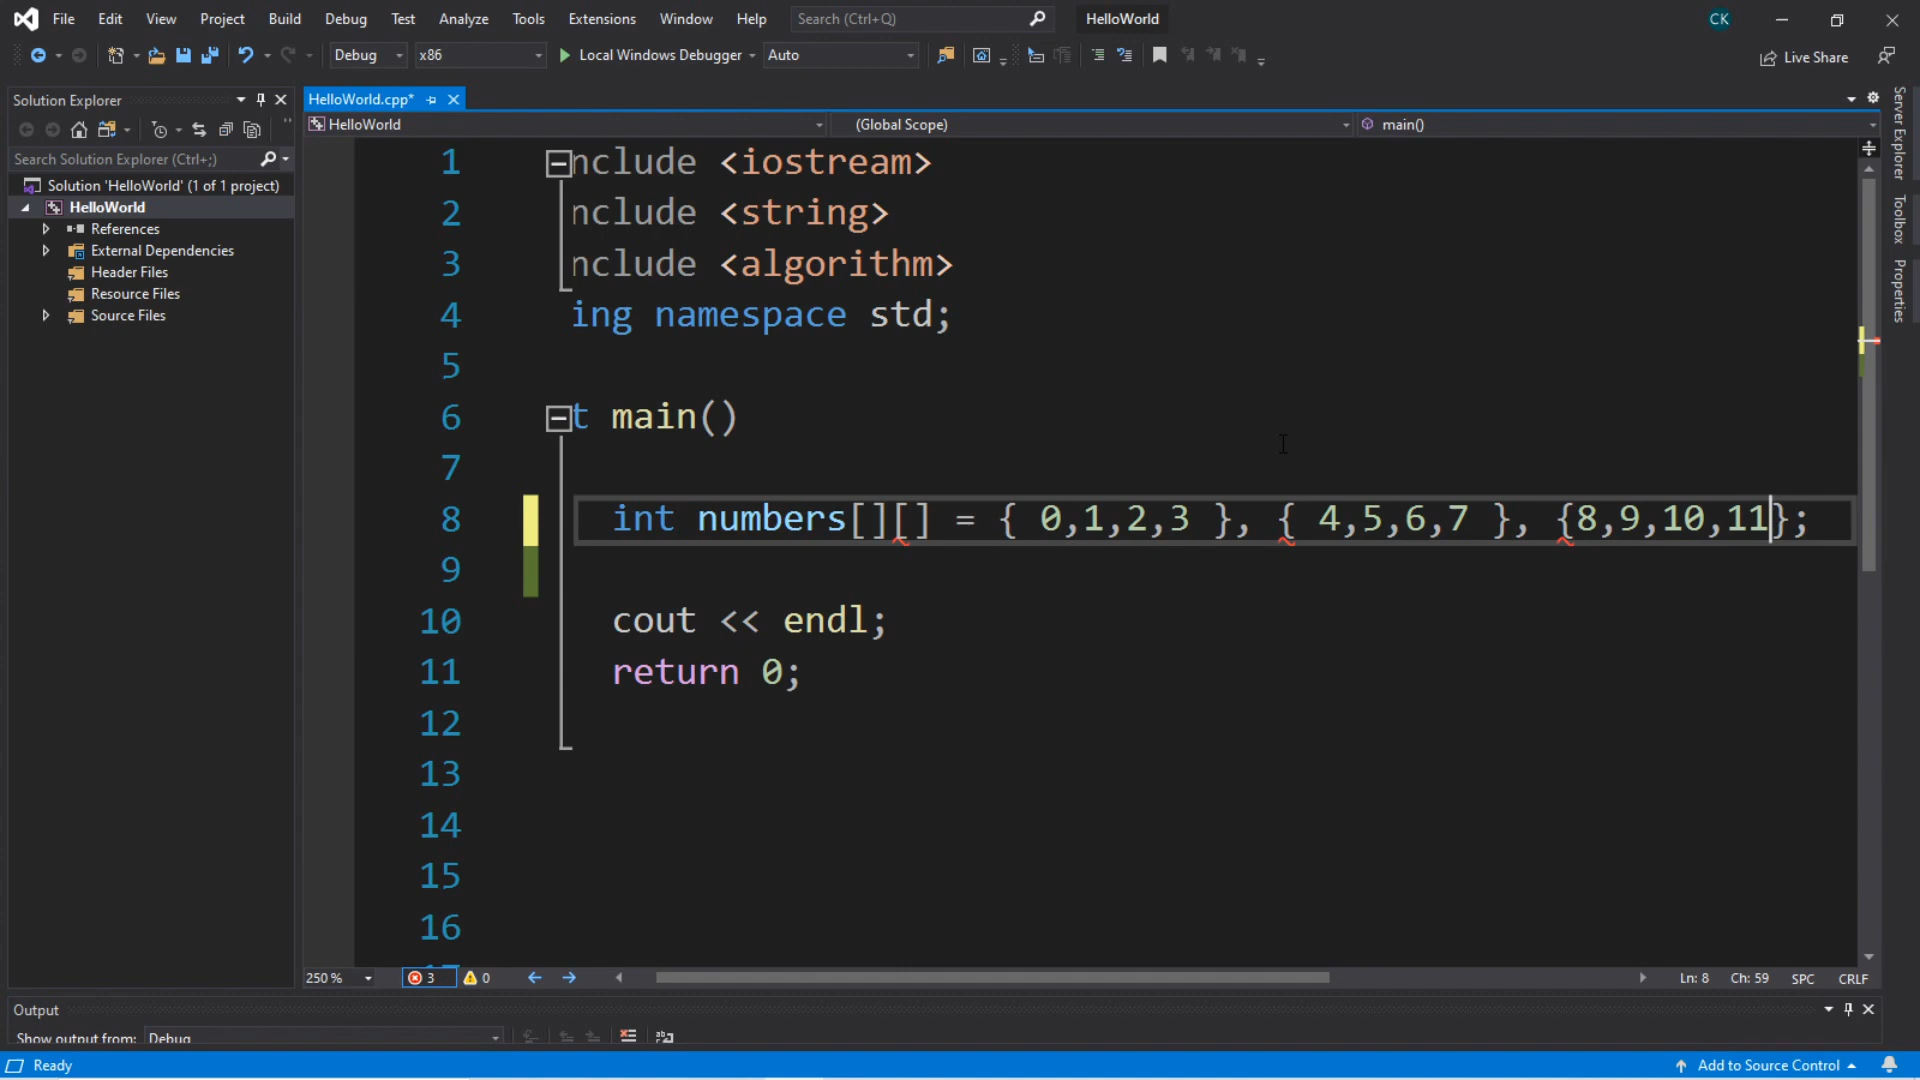 File Edit View Project Build Debug Test Analyze Tools Extensions Window Help Search (Ctrl+Q) HelloWorld CK
Debug x86 Local Windows Debugger Auto Live Share
Solution Explorer
Search Solution Explorer (Ctrl+;)
Solution 'HelloWorld' (1 of 1 project)
HelloWorld
References
External Dependencies
Header Files
Resource Files
Source Files
HelloWorld.cpp*
HelloWorld (Global Scope) main()
1 nclude <iostream>
2 nclude <string>
3 nclude <algorithm>
4 ing namespace std;
5
6 t main()
7
8 int numbers[][] = { 0,1,2,3 }, { 4,5,6,7 }, {8,9,10,11};
9
10 cout << endl;
11 return 0;
12
13
14
15
16
250 % 3 0 Ln: 8 Ch: 59 SPC CRLF
Output
Show output from: Debug
Ready Add to Source Control
Server Explorer
Toolbox
Properties